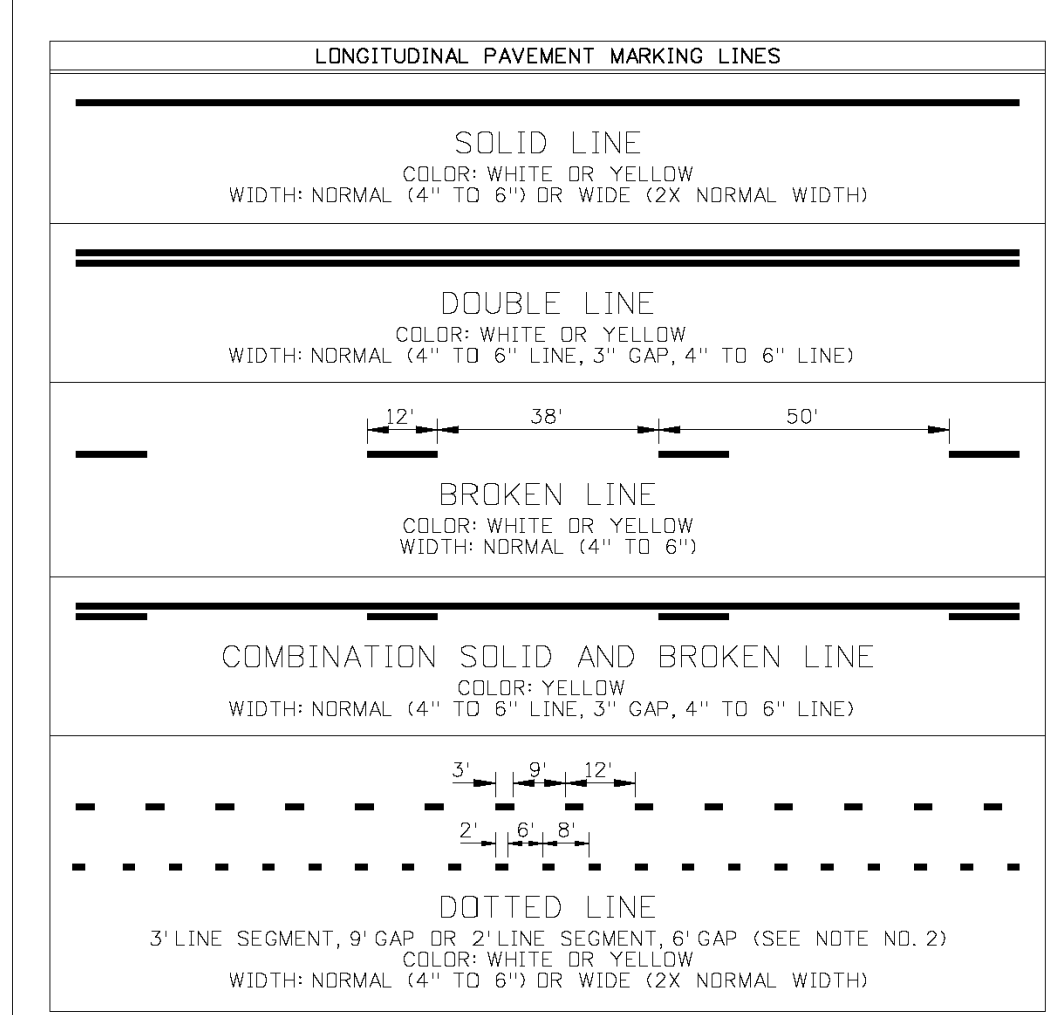 LONGITUDINAL PAVEMENT MARKING LINES
SOLID LINE
COLOR: WHITE OR YELLOW
WIDTH: NORMAL (4" TO 6") OR WIDE (2X NORMAL WIDTH)
DOUBLE LINE
COLOR: WHITE OR YELLOW
WIDTH: NORMAL (4" TO 6" LINE, 3" GAP, 4" TO 6" LINE)
12' 38' 50'
BROKEN LINE
COLOR: WHITE OR YELLOW
WIDTH: NORMAL (4" TO 6")
COMBINATION SOLID AND BROKEN LINE
COLOR: YELLOW
WIDTH: NORMAL (4" TO 6" LINE, 3" GAP, 4" TO 6" LINE)
3' 9' 12'
2' 6' 8'
DOTTED LINE
3' LINE SEGMENT, 9' GAP OR 2' LINE SEGMENT, 6' GAP (SEE NOTE NO. 2)
COLOR: WHITE OR YELLOW
WIDTH: NORMAL (4" TO 6") OR WIDE (2X NORMAL WIDTH)